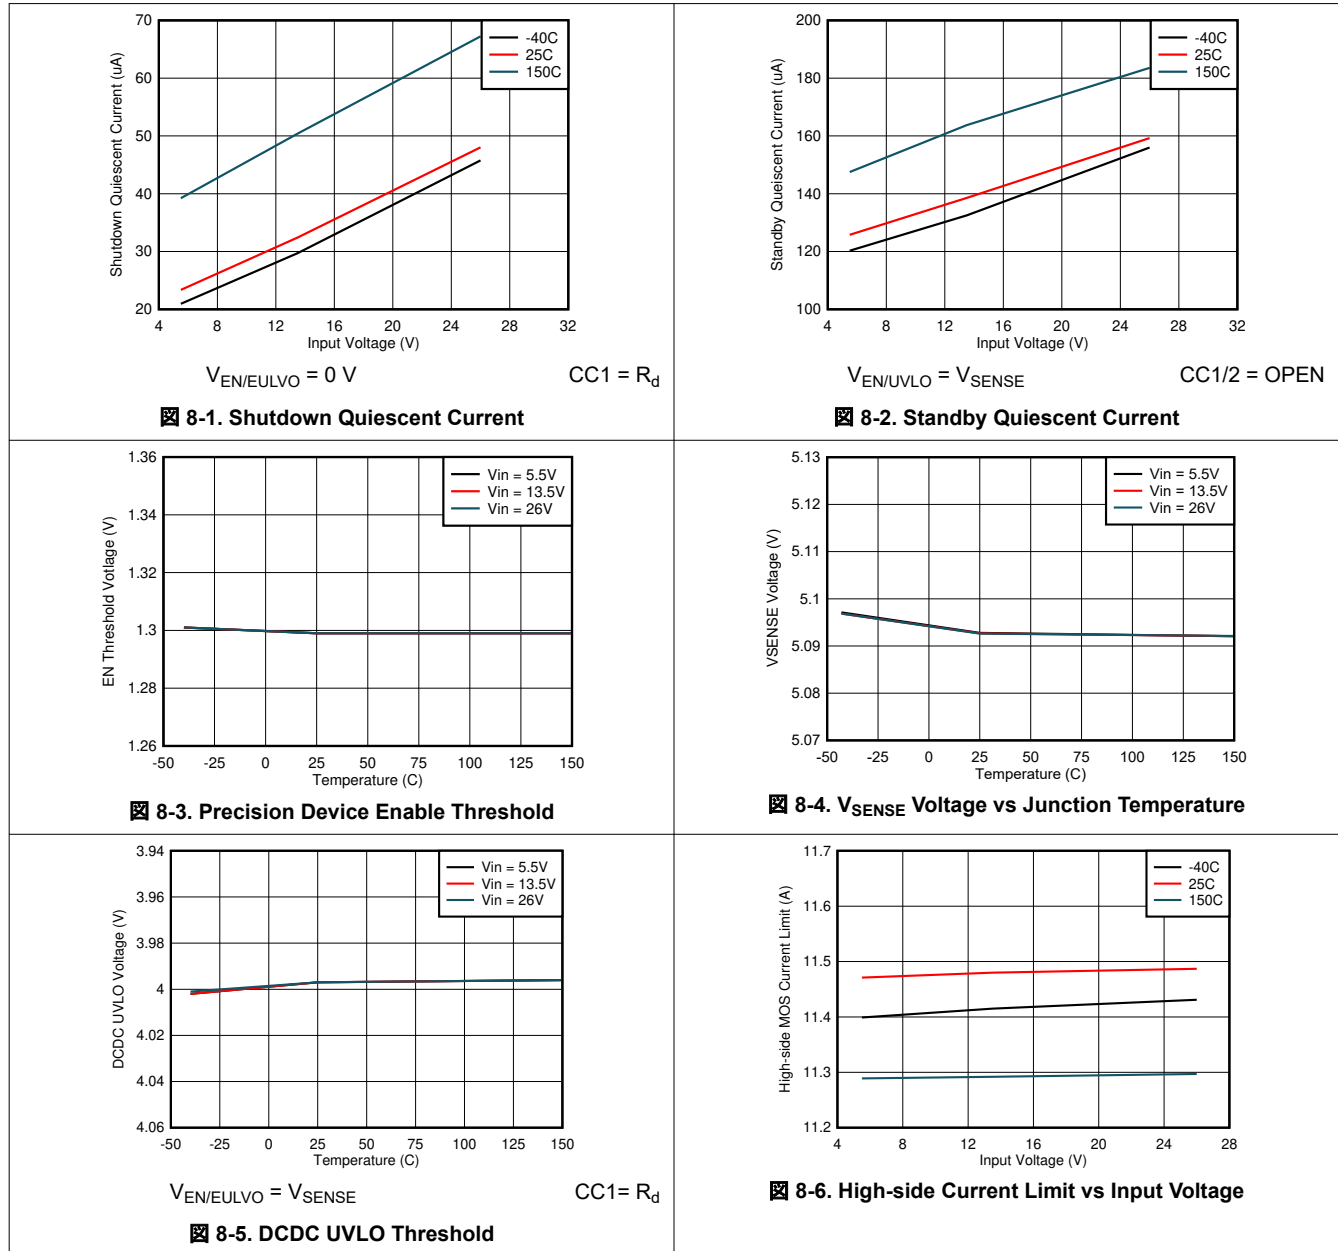 70
60
50
40
30
20
Shutdown Quiescent Current (uA)
-40C
25C
150C
4 8 12 16 20 24 28 32
Input Voltage (V)
VEN/EULVO = 0 V CC1 = Rd
図 8-1. Shutdown Quiescent Current
200
180
160
140
120
100
Standby Queiscent Current (uA)
-40C
25C
150C
4 8 12 16 20 24 28 32
Input Voltage (V)
VEN/UVLO = VSENSE CC1/2 = OPEN
図 8-2. Standby Quiescent Current
1.36
1.34
1.32
1.3
1.28
1.26
EN Threshold Votlage (V)
Vin = 5.5V
Vin = 13.5V
Vin = 26V
-50 -25 0 25 50 75 100 125 150
Temperature (C)
図 8-3. Precision Device Enable Threshold
5.13
5.12
5.11
5.1
5.09
5.08
5.07
VSENSE Voltage (V)
Vin = 5.5V
Vin = 13.5V
Vin = 26V
-50 -25 0 25 50 75 100 125 150
Temperature (C)
図 8-4. VSENSE Voltage vs Junction Temperature
3.94
3.96
3.98
4
4.02
4.04
4.06
DCDC UVLO Voltage (V)
Vin = 5.5V
Vin = 13.5V
Vin = 26V
-50 -25 0 25 50 75 100 125 150
Temperature (C)
VEN/EULVO = VSENSE CC1= Rd
図 8-5. DCDC UVLO Threshold
11.7
11.6
11.5
11.4
11.3
11.2
High-side MOS Current Limit (A)
-40C
25C
150C
4 8 12 16 20 24 28
Input Voltage (V)
図 8-6. High-side Current Limit vs Input Voltage